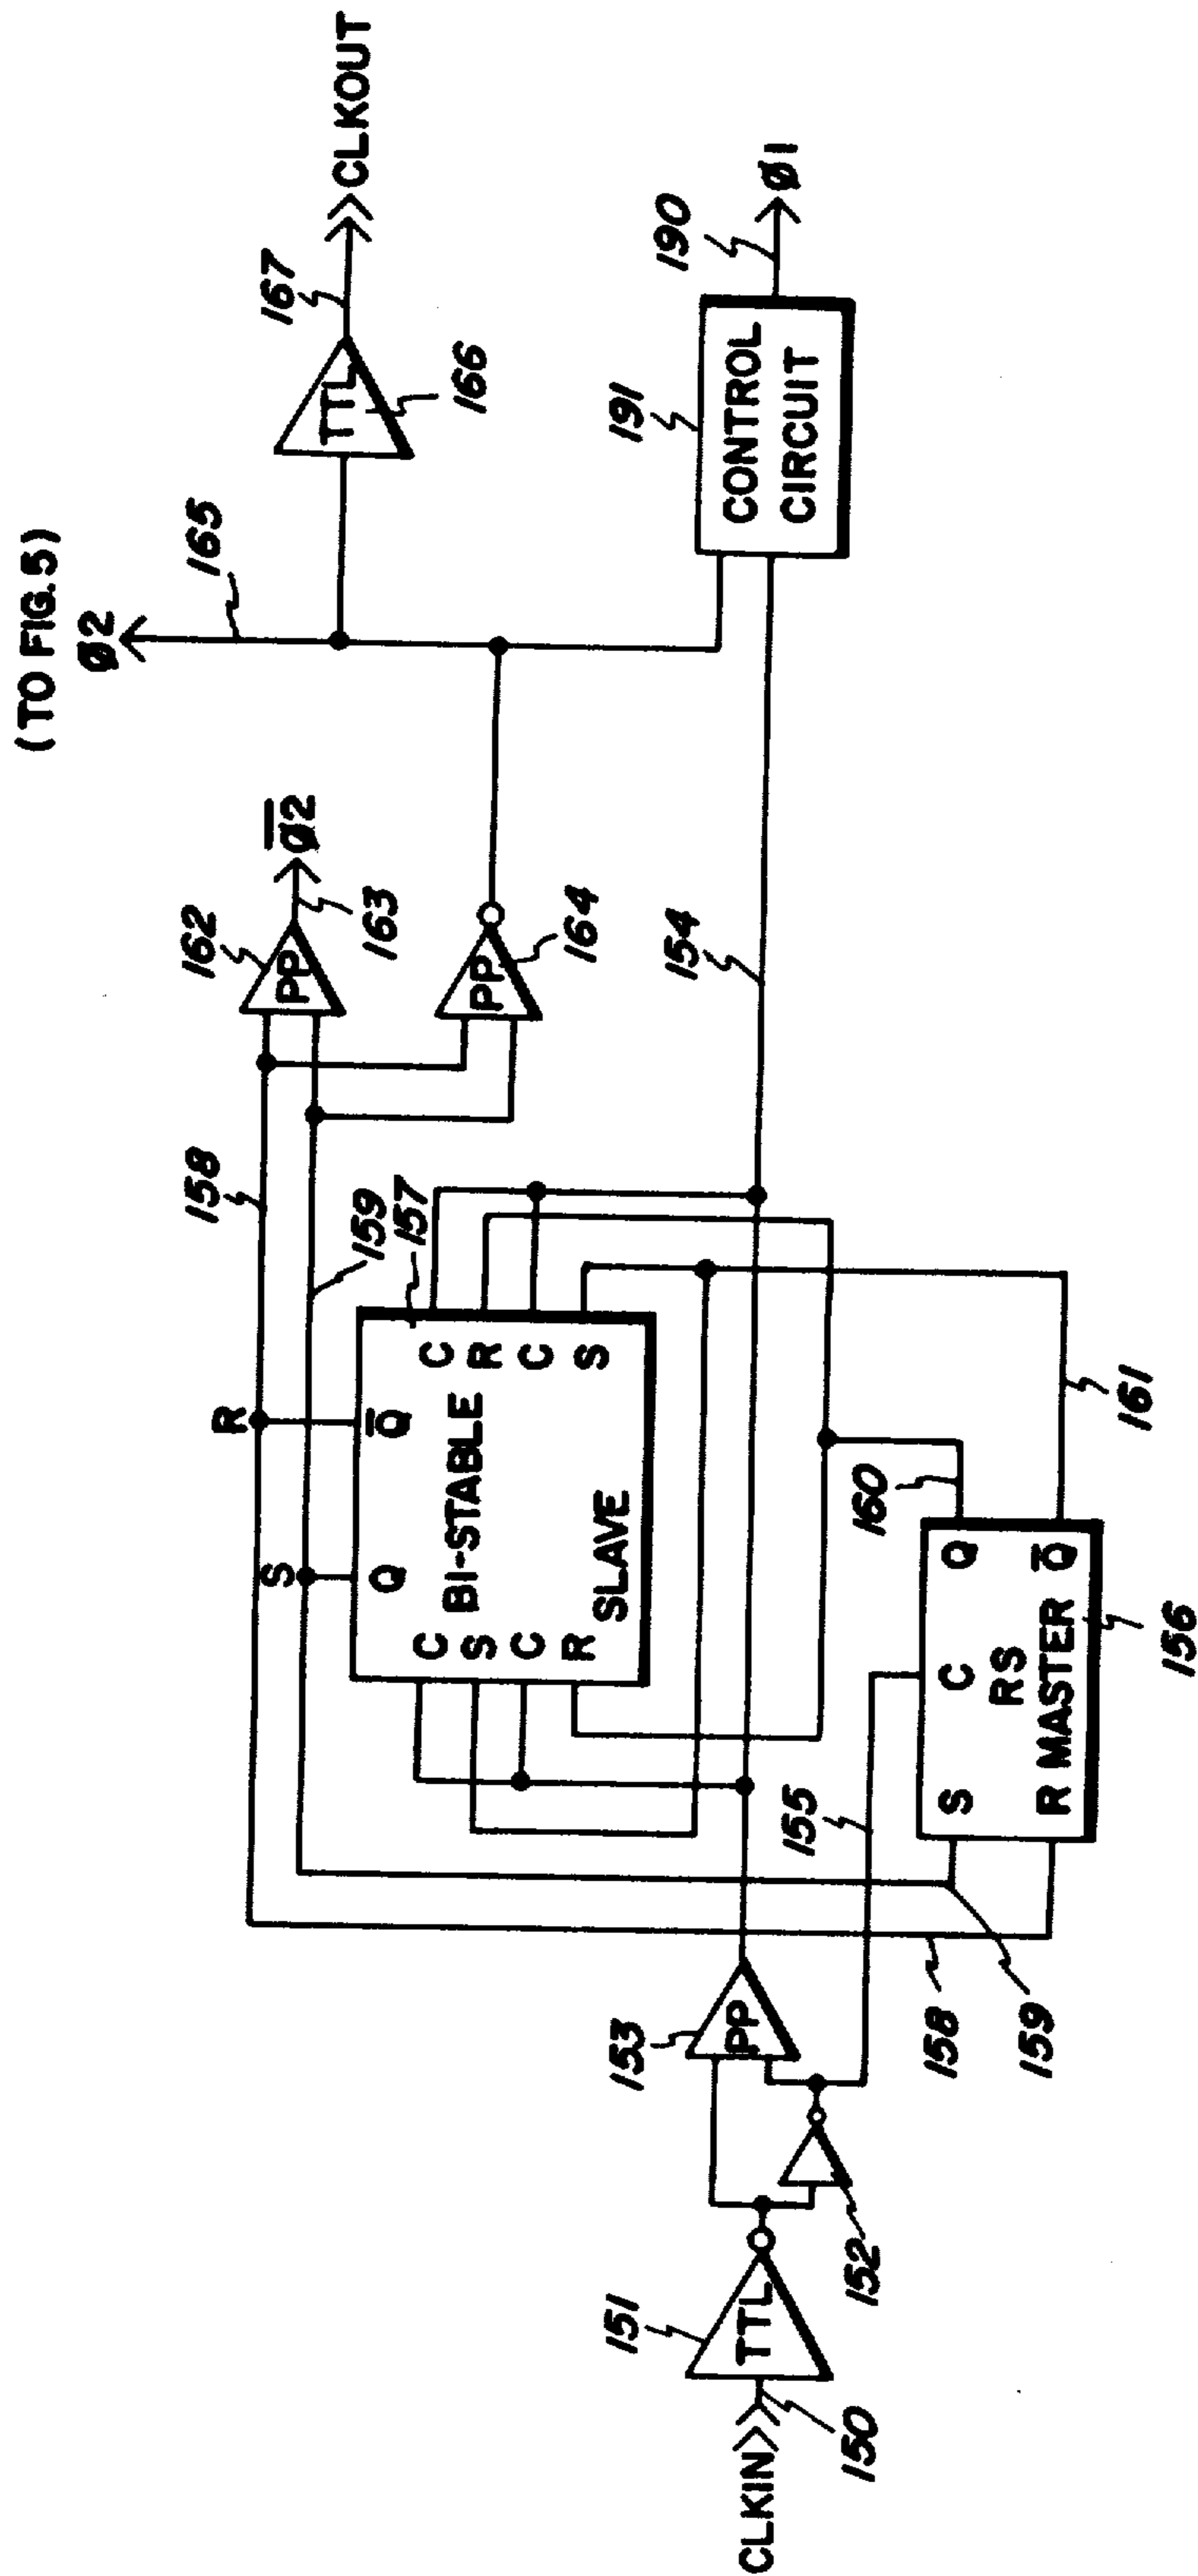 (TO FIG.5)
Ø2
165
167
CLKOUT
TTL
166
Ø2
162
PP
163
158
R
S
159
157
Q
Q
C
S
C
R
BI-STABLE
SLAVE
C
R
C
S
PP
164
154
191
CONTROL
CIRCUIT
190
Ø1
153
PP
151
TTL
CLKIN
150
152
155
158
159
S
R
C
RS
MASTER
Q
Q
156
160
161